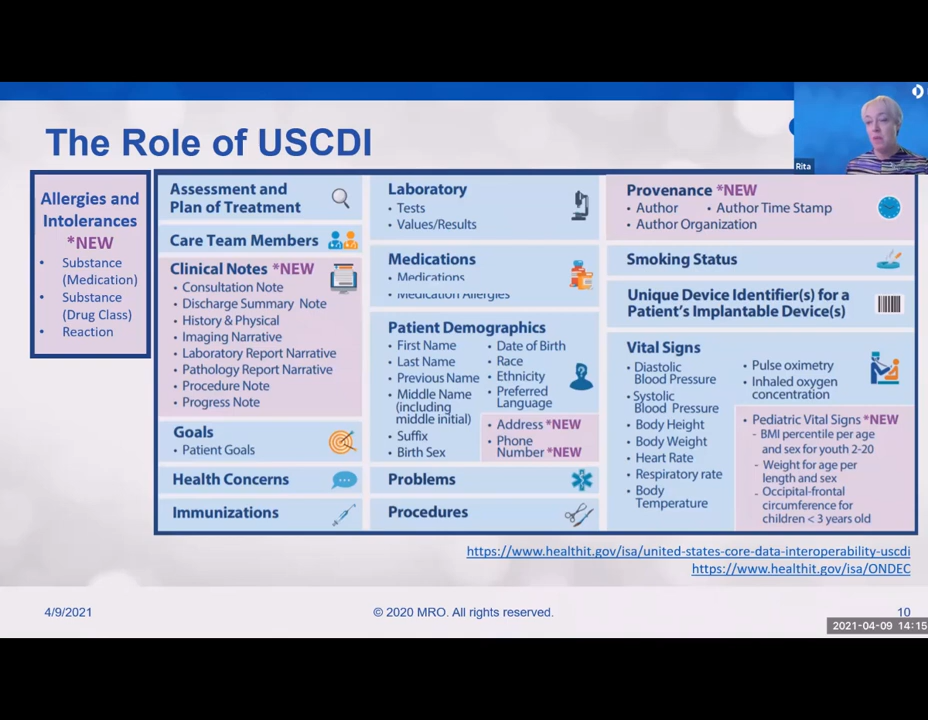 The Role of USCDI
Rita
Allergies and
Intolerances
*NEW
• Substance
(Medication)
• Substance
(Drug Class)
• Reaction
Assessment and
Plan of Treatment
Care Team Members
Clinical Notes *NEW
• Consultation Note
• Discharge Summary Note
• History & Physical
• Imaging Narrative
• Laboratory Report Narrative
• Pathology Report Narrative
• Procedure Note
• Progress Note
Goals
• Patient Goals
Health Concerns
Immunizations
Laboratory
• Tests
• Values/Results
Medications
• Medications
• Medication Allergies
Patient Demographics
• First Name
• Last Name
• Previous Name
• Middle Name
(including
middle initial)
• Suffix
• Birth Sex
• Date of Birth
• Race
• Ethnicity
• Preferred
Language
• Address *NEW
• Phone
Number *NEW
Problems
Procedures
Provenance *NEW
• Author • Author Time Stamp
• Author Organization
Smoking Status
Unique Device Identifier(s) for a
Patient's Implantable Device(s)
Vital Signs
• Diastolic
Blood Pressure
• Systolic
Blood Pressure
• Body Height
• Body Weight
• Heart Rate
• Respiratory rate
• Body
Temperature
• Pulse oximetry
• Inhaled oxygen
concentration
• Pediatric Vital Signs *NEW
- BMI percentile per age
and sex for youth 2-20
- Weight for age per
length and sex
- Occipital-frontal
circumference for
children < 3 years old
https://www.healthit.gov/isa/united-states-core-data-interoperability-uscdi
https://www.healthit.gov/isa/ONDEC
4/9/2021
© 2020 MRO. All rights reserved.
10
2021-04-09 14:15